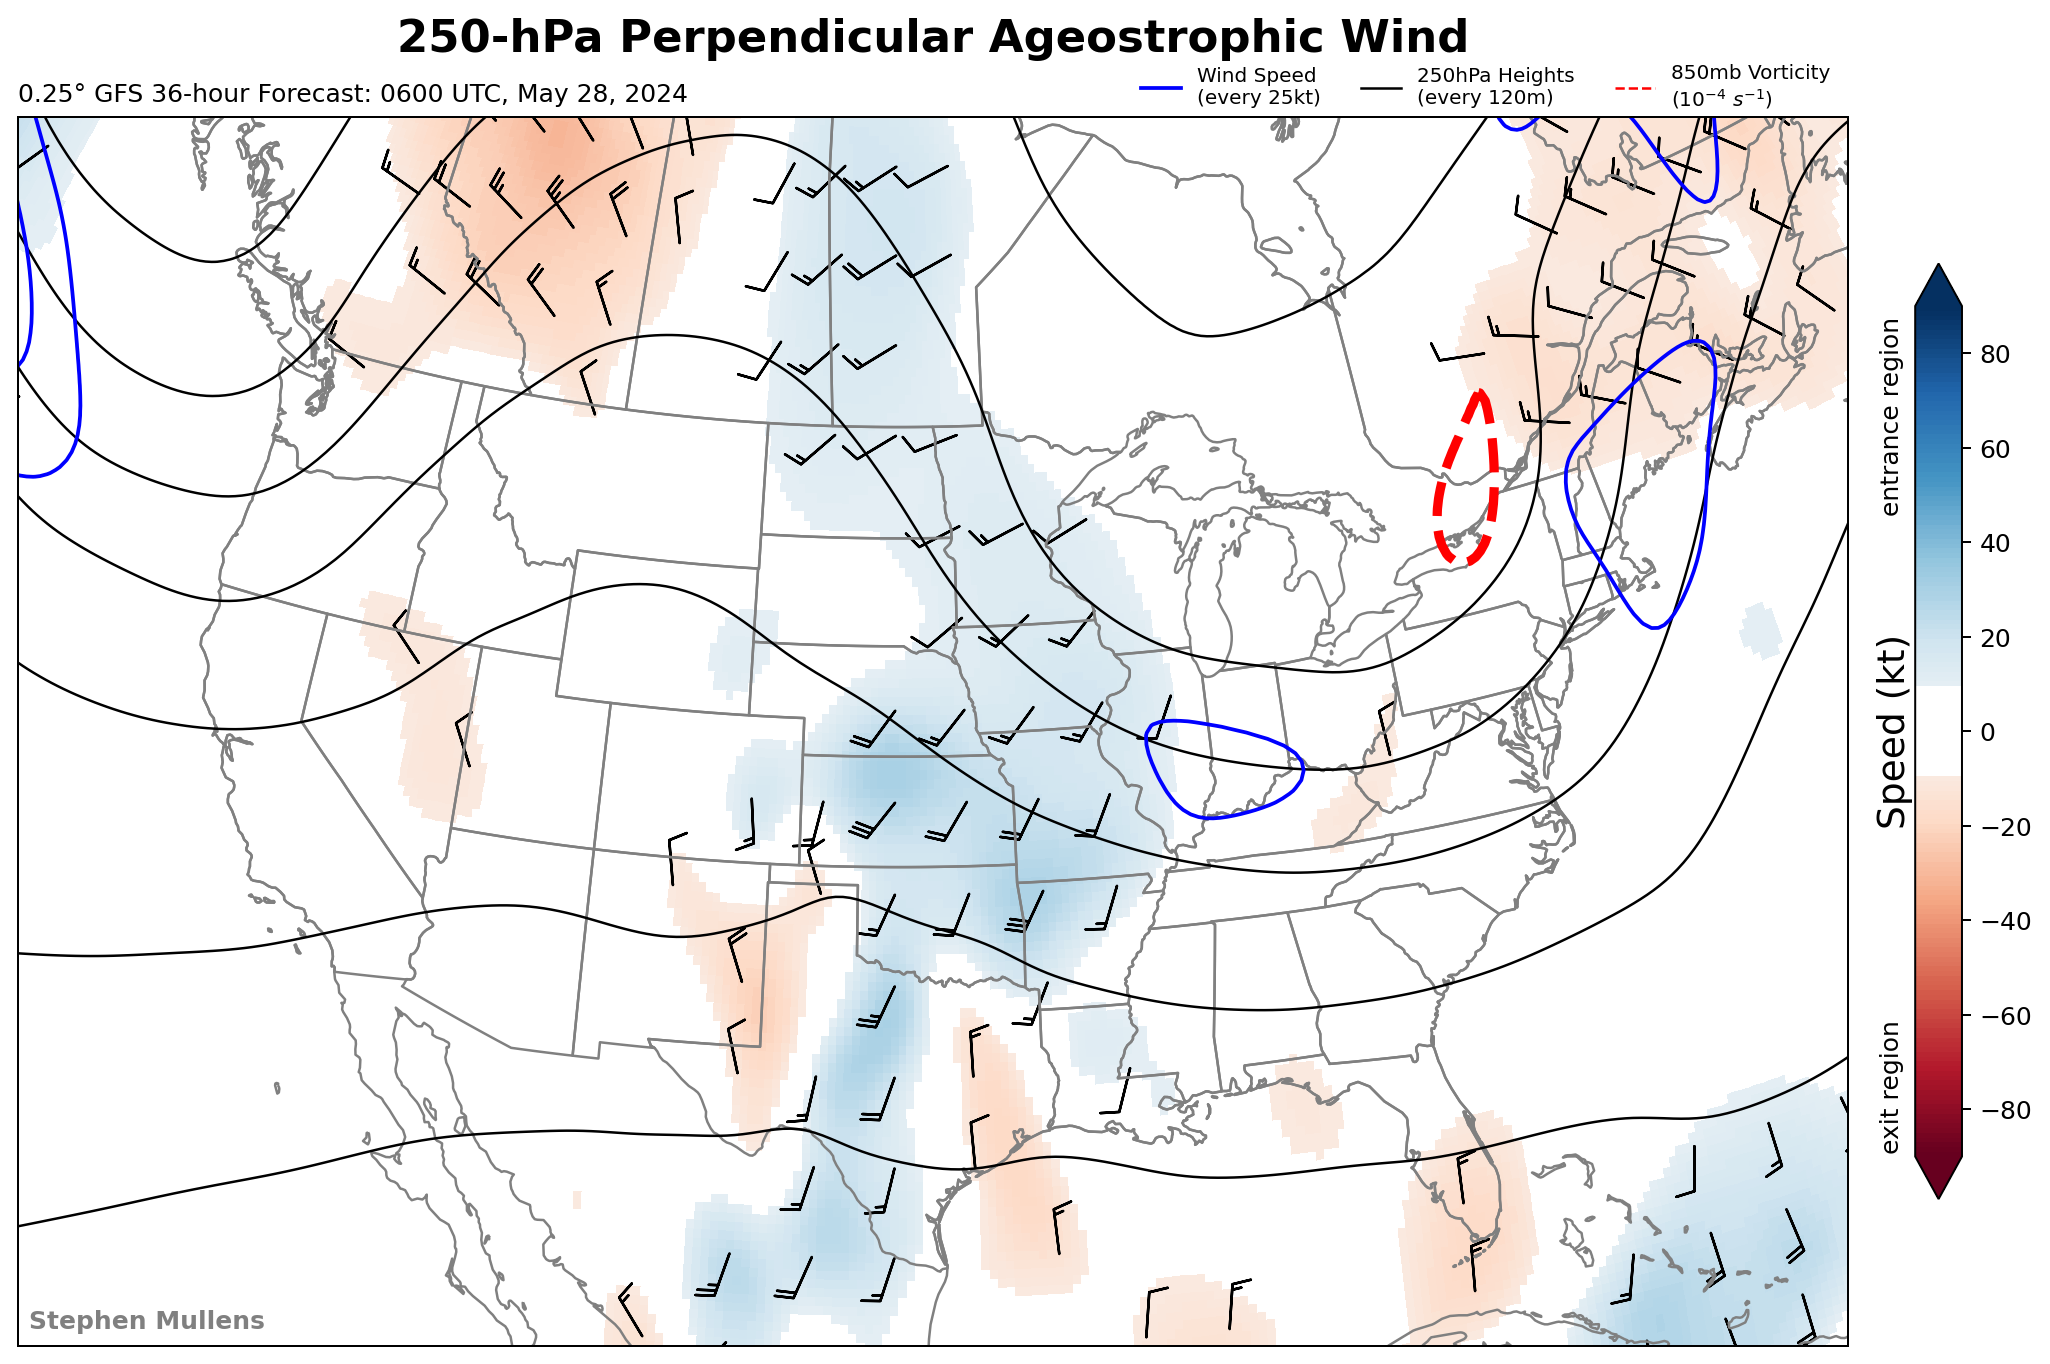 250-hPa Perpendicular Ageostrophic Wind
0.25° GFS 36-hour Forecast: 0600 UTC, May 28, 2024
Wind Speed
(every 25kt)
250hPa Heights
(every 120m)
850mb Vorticity
(10⁻⁴ s⁻¹)
entrance region
Speed (kt)
exit region
80
60
40
20
0
−20
−40
−60
−80
Stephen Mullens